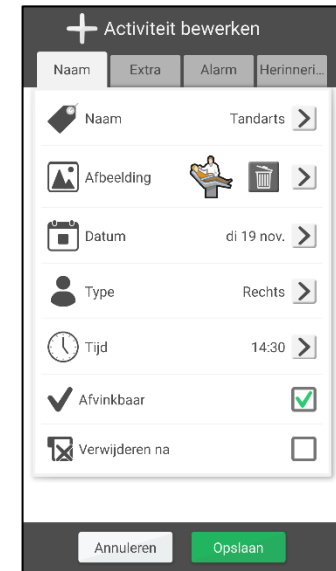 Activiteit bewerken
Naam Extra Alarm Herinneri...
Naam Tandarts
Afbeelding
Datum di 19 nov.
Type Rechts
Tijd 14:30
Afvinkbaar
Verwijderen na
Annuleren Opslaan